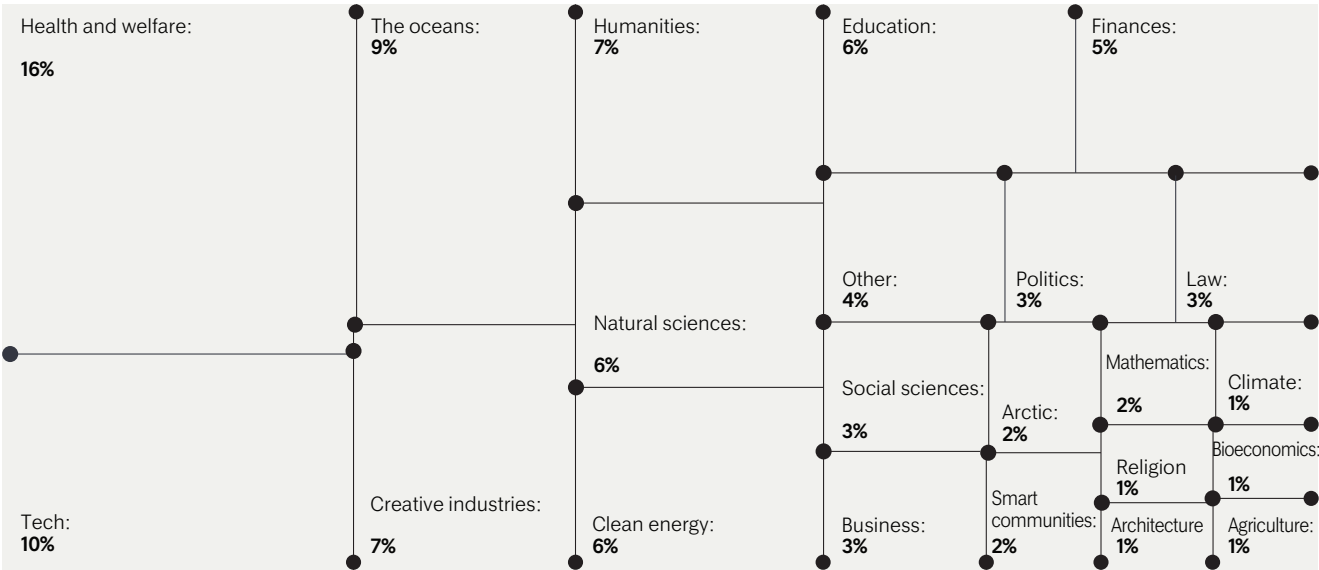 Health and welfare:
16%
The oceans:
9%
Humanities:
7%
Education:
6%
Finances:
5%
Other:
4%
Politics:
3%
Law:
3%
Natural sciences:
6%
Mathematics:
2%
Climate:
1%
Social sciences:
3%
Arctic:
2%
Bioeconomics:
1%
Religion
1%
Tech:
10%
Creative industries:
7%
Clean energy:
6%
Business:
3%
Smart
communities:
2%
Architecture
1%
Agriculture:
1%